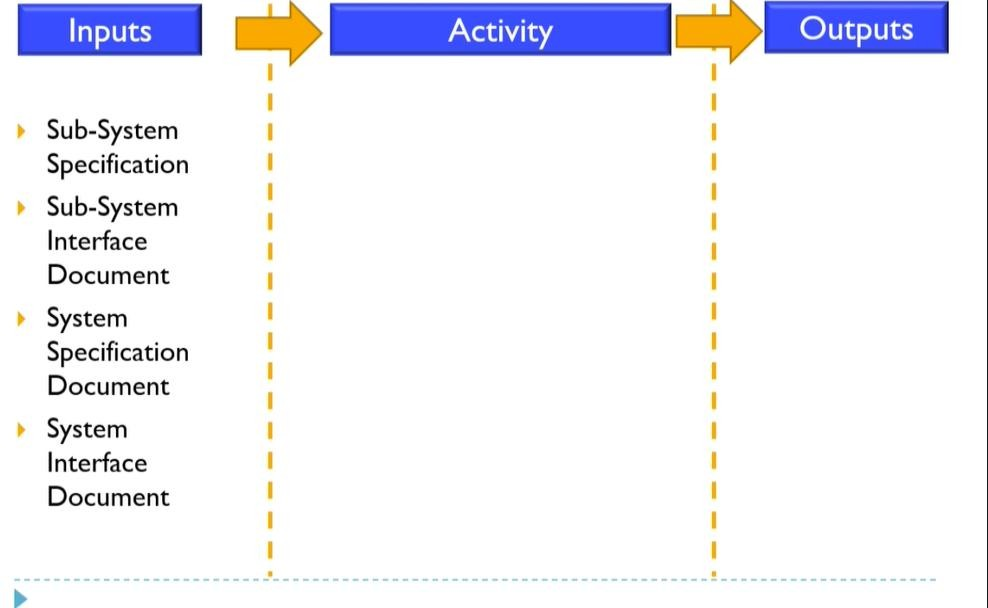 Inputs
Activity
Outputs
Sub-System
Specification
Sub-System
Interface
Document
System
Specification
Document
System
Interface
Document